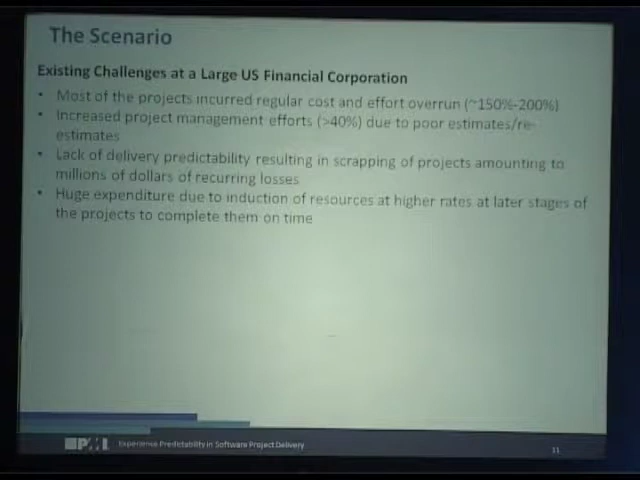 The Scenario
Existing Challenges at a Large US Financial Corporation
• Most of the projects incurred regular cost and effort overrun (~150%-200%)
• Increased project management efforts (>40%) due to poor estimates/re-
estimates
• Lack of delivery predictability resulting in scrapping of projects amounting to
millions of dollars of recurring losses
• Huge expenditure due to induction of resources at higher rates at later stages of
the projects to complete them on time
PMI
Experience Predictability in Software Project Delivery
11